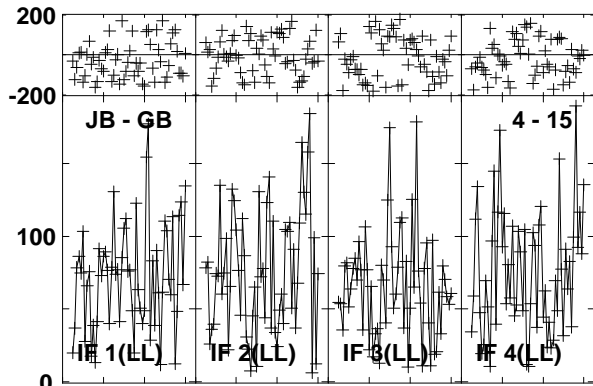 200
-200
JB - GB
4 - 15
100
0
IF 1(LL)
IF 2(LL)
IF 3(LL)
IF 4(LL)